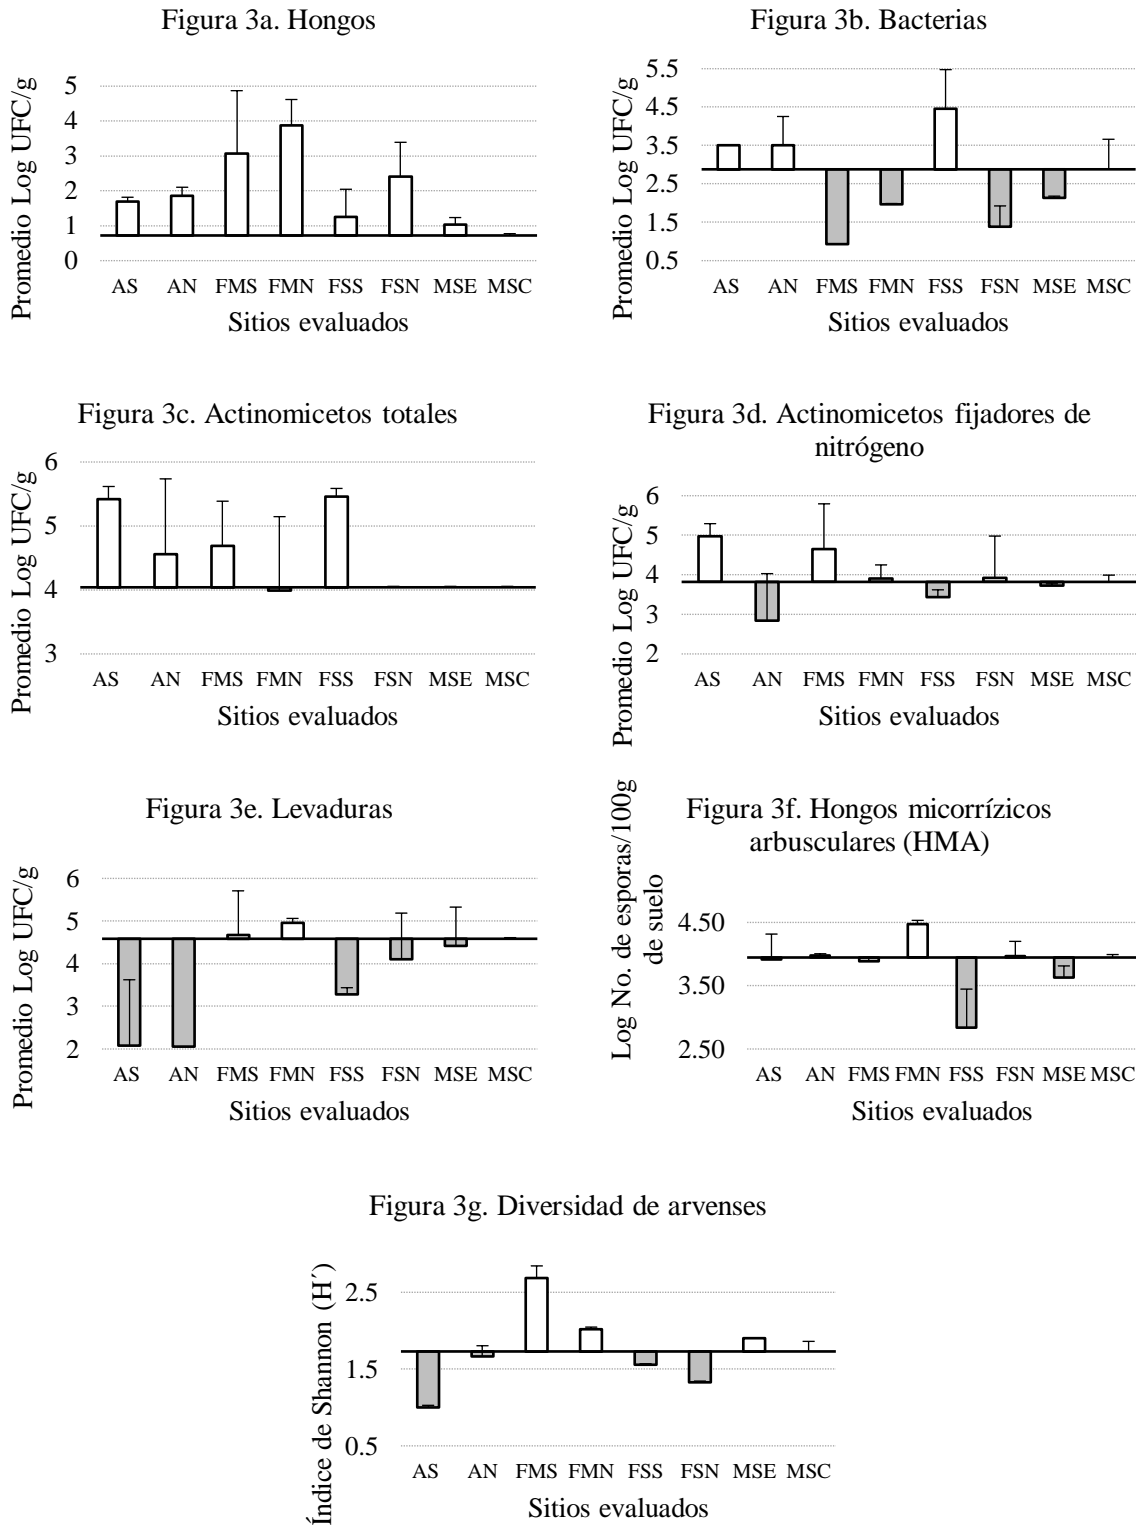 Figura 3a. Hongos
Promedio Log UFC/g
5
4
3
2
1
0
AS AN FMS FMN FSS FSN MSE MSC
Sitios evaluados
Figura 3b. Bacterias
Promedio Log UFC/g
5.5
4.5
3.5
2.5
1.5
0.5
AS AN FMS FMN FSS FSN MSE MSC
Sitios evaluados
Figura 3c. Actinomicetos totales
Promedio Log UFC/g
6
5
4
3
AS AN FMS FMN FSS FSN MSE MSC
Sitios evaluados
Figura 3d. Actinomicetos fijadores de
nitrógeno
Promedio Log UFC/g
6
5
4
3
2
AS AN FMS FMN FSS FSN MSE MSC
Sitios evaluados
Figura 3e. Levaduras
Promedio Log UFC/g
6
5
4
3
2
AS AN FMS FMN FSS FSN MSE MSC
Sitios evaluados
Figura 3f. Hongos micorrízicos
arbusculares (HMA)
Log No. de esporas/100g
de suelo
4.50
3.50
2.50
AS AN FMS FMN FSS FSN MSE MSC
Sitios evaluados
Figura 3g. Diversidad de arvenses
Índice de Shannon (H´)
2.5
1.5
0.5
AS AN FMS FMN FSS FSN MSE MSC
Sitios evaluados